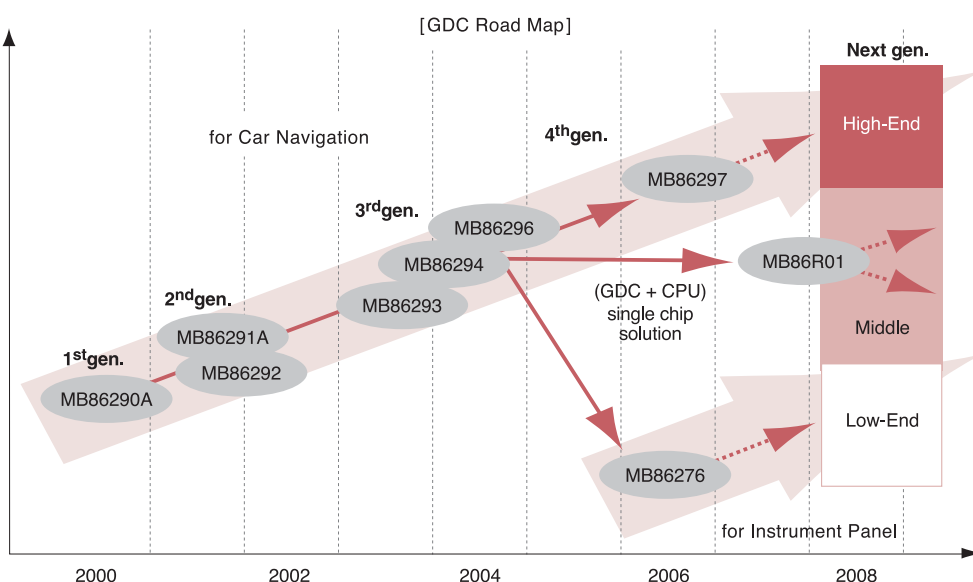 [GDC Road Map]
Next gen.
High-End
for Car Navigation
4thgen.
MB86297
3rdgen.
MB86296
MB86294
MB86R01
(GDC + CPU)
single chip
solution
2ndgen.
MB86293
MB86291A
Middle
1stgen.
MB86292
MB86290A
Low-End
MB86276
for Instrument Panel
2000
2002
2004
2006
2008